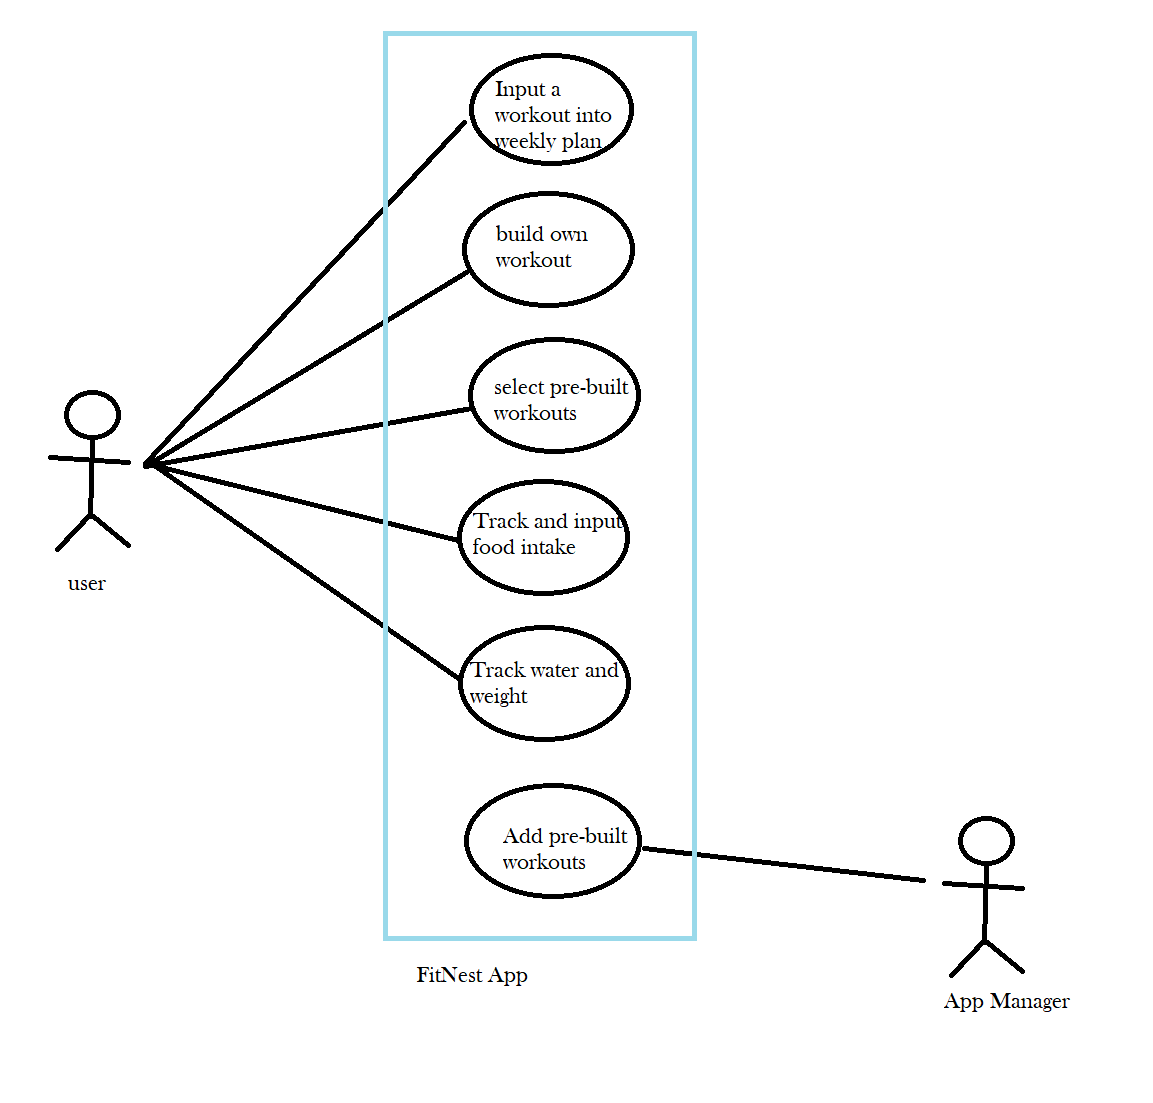 Input a
workout into
weekly plan
build own
workout
select pre-built
workouts
Track and input
food intake
user
Track water and
weight
Add pre-built
workouts
FitNest App
App Manager